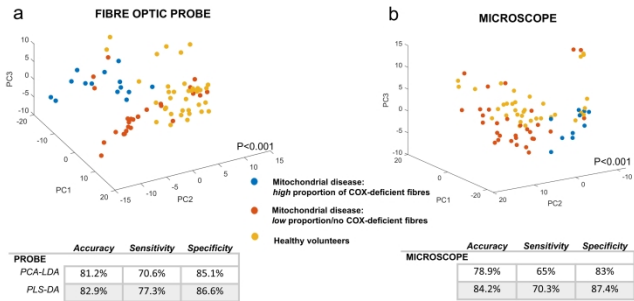 a
FIBRE OPTIC PROBE
PC3
10
5
0
-5
-10
-20
-10
0
10
20
PC1
-15
-10
-5
0
5
10
15
PC2
P<0.001
b
MICROSCOPE
PC3
15
10
5
0
-5
-10
-15
20
0
-20
PC1
-20
-10
0
10
20
PC2
P<0.001
Mitochondrial disease:
high proportion of COX-deficient fibres
Mitochondrial disease:
low proportion/no COX-deficient fibres
Healthy volunteers
Accuracy Sensitivity Specificity
PROBE
PCA-LDA 81.2% 70.6% 85.1%
PLS-DA 82.9% 77.3% 86.6%
Accuracy Sensitivity Specificity
MICROSCOPE
78.9% 65% 83%
84.2% 70.3% 87.4%